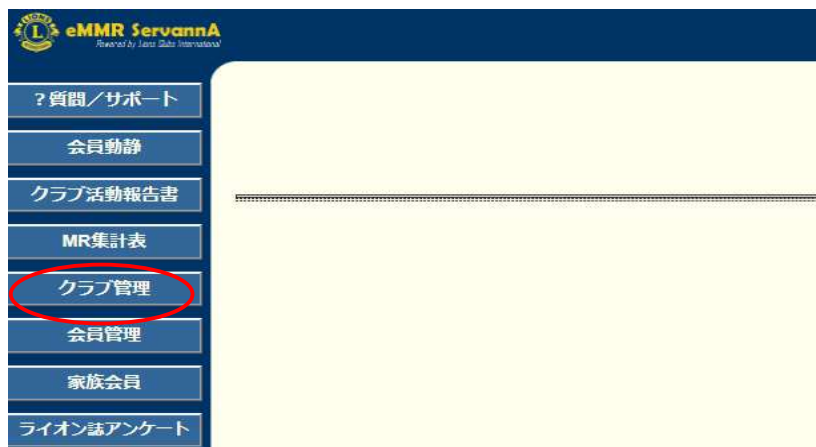 eMMR ServannA
Powered by Lions Clubs International
?質問/サポート
会員動静
クラブ活動報告書
MR集計表
クラブ管理
会員管理
家族会員
ライオン誌アンケート